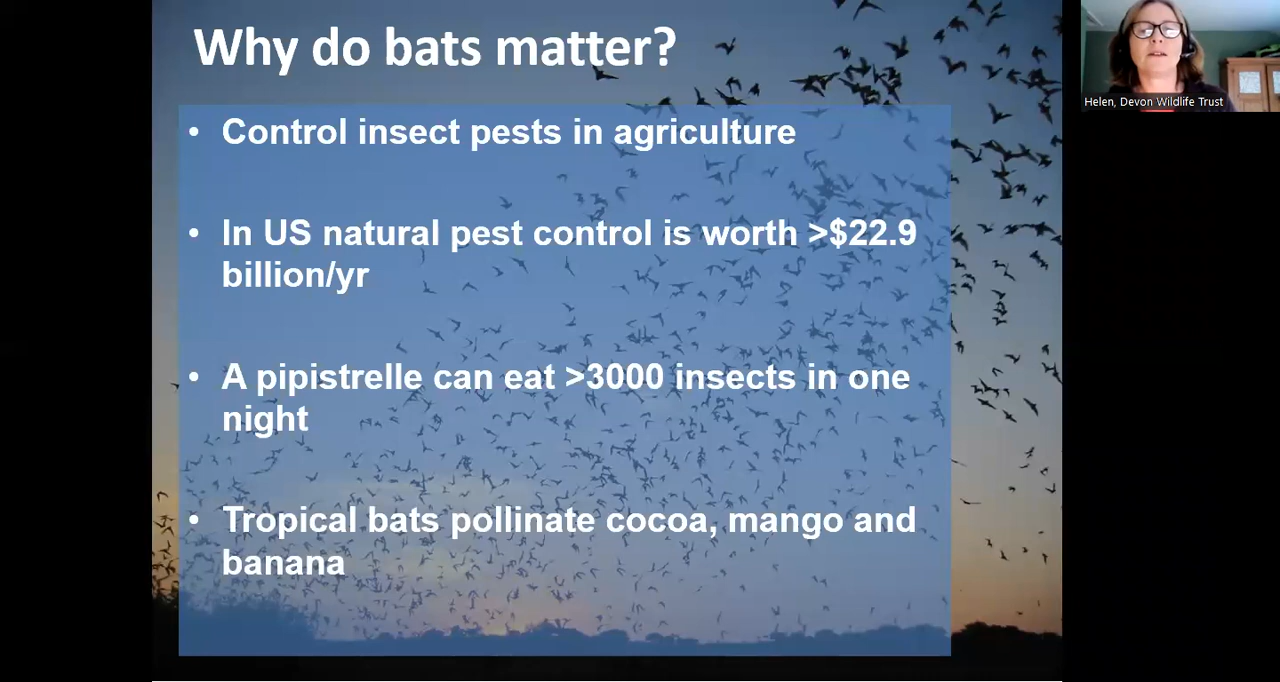 Why do bats matter?
Helen, Devon Wildlife Trust
• Control insect pests in agriculture
• In US natural pest control is worth >$22.9
billion/yr
• A pipistrelle can eat >3000 insects in one
night
• Tropical bats pollinate cocoa, mango and
banana